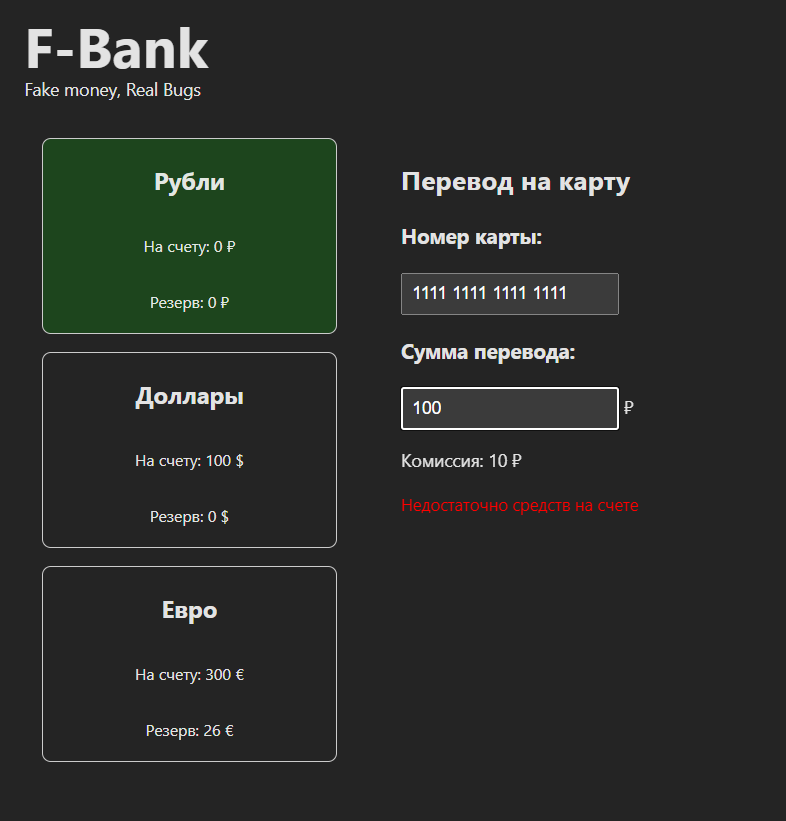 F-Bank
Fake money, Real Bugs
Рубли
На счету: 0 ₽
Резерв: 0 ₽
Доллары
На счету: 100 $
Резерв: 0 $
Евро
На счету: 300 €
Резерв: 26 €
Перевод на карту
Номер карты:
1111 1111 1111 1111
Сумма перевода:
100 ₽
Комиссия: 10 ₽
Недостаточно средств на счете